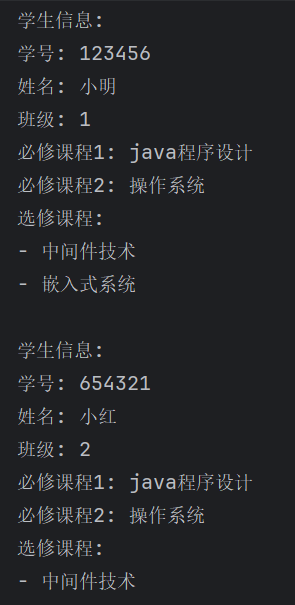 学生信息:
学号: 123456
姓名: 小明
班级: 1
必修课程1: java程序设计
必修课程2: 操作系统
选修课程:
- 中间件技术
- 嵌入式系统
学生信息:
学号: 654321
姓名: 小红
班级: 2
必修课程1: java程序设计
必修课程2: 操作系统
选修课程:
- 中间件技术